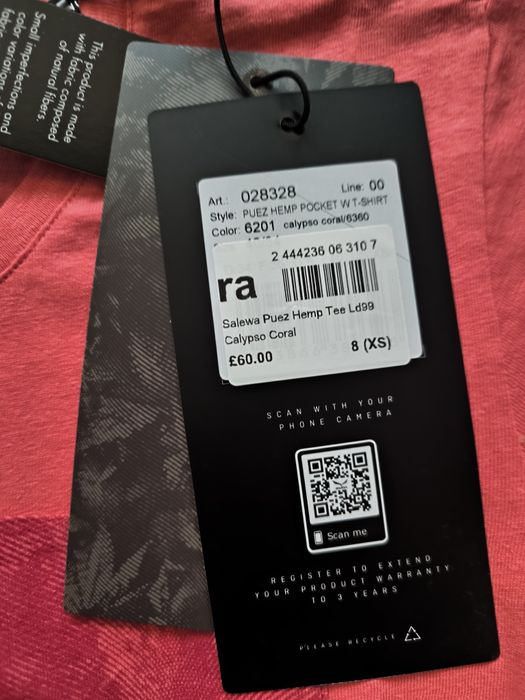 This product is made
with fabric composed
of natural fibers.
Small imperfections and
color variations
Art.: 028328 Line: 00
Style: PUEZ HEMP POCKET W T-SHIRT
Color: 6201 calypso coral/6360
2 444236 06 310 7
ra
Salewa Puez Hemp Tee Ld99
Calypso Coral
£60.00 8 (XS)
SCAN WITH YOUR
PHONE CAMERA
Scan me
REGISTER TO EXTEND
YOUR PRODUCT WARRANTY
TO 3 YEARS
PLEASE RECYCLE